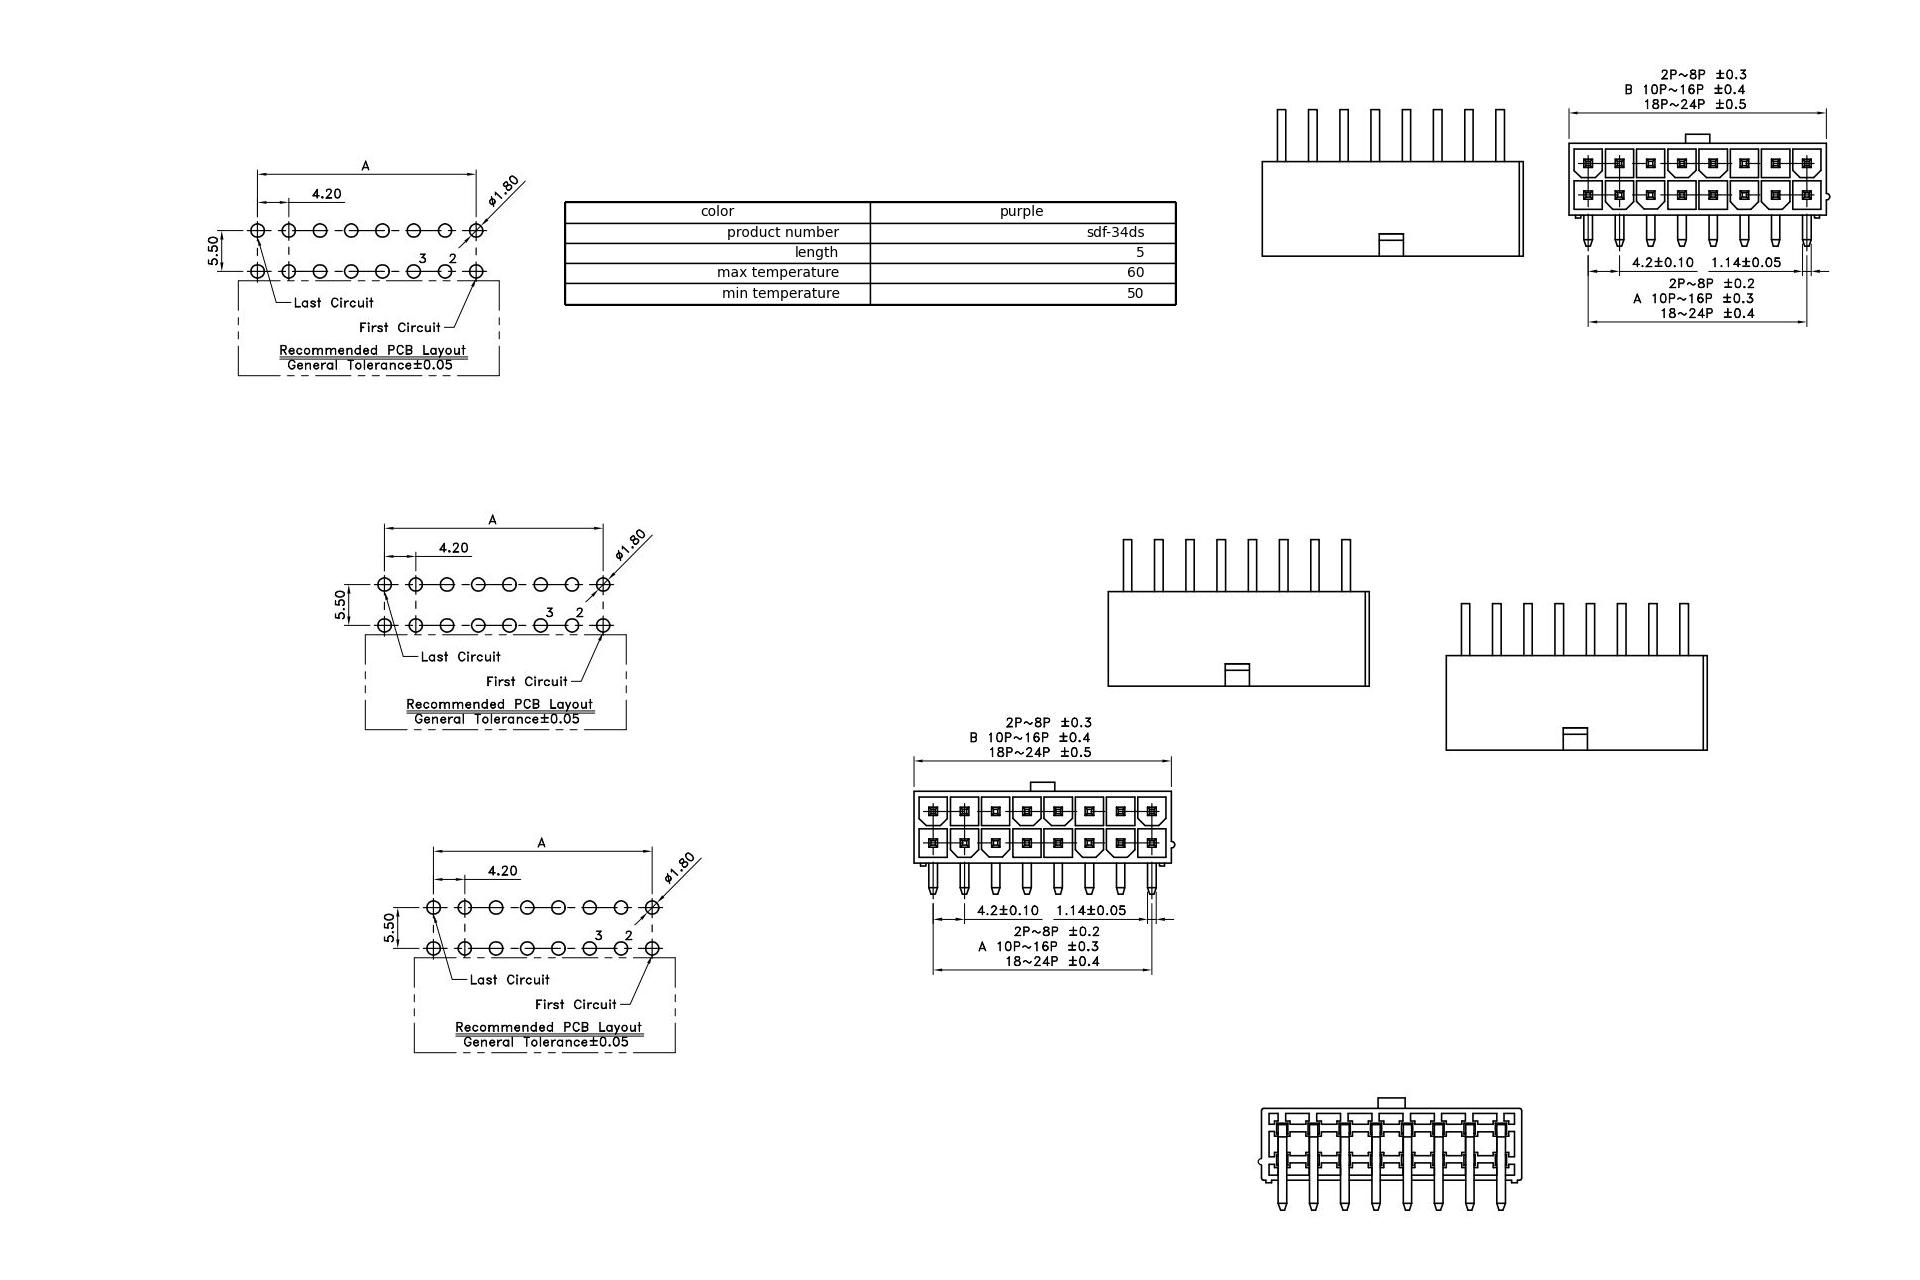 A
4.20
ø1.80
5.50
3 2
Last Circuit
First Circuit
Recommended PCB Layout
General Tolerance±0.05
color purple
product number sdf-34ds
length 5
max temperature 60
min temperature 50
2P~8P ±0.3
B 10P~16P ±0.4
18P~24P ±0.5
4.2±0.10 1.14±0.05
2P~8P ±0.2
A 10P~16P ±0.3
18~24P ±0.4
A
4.20
ø1.80
5.50
3 2
Last Circuit
First Circuit
Recommended PCB Layout
General Tolerance±0.05
2P~8P ±0.3
B 10P~16P ±0.4
18P~24P ±0.5
4.2±0.10 1.14±0.05
2P~8P ±0.2
A 10P~16P ±0.3
18~24P ±0.4
A
4.20
ø1.80
5.50
3 2
Last Circuit
First Circuit
Recommended PCB Layout
General Tolerance±0.05